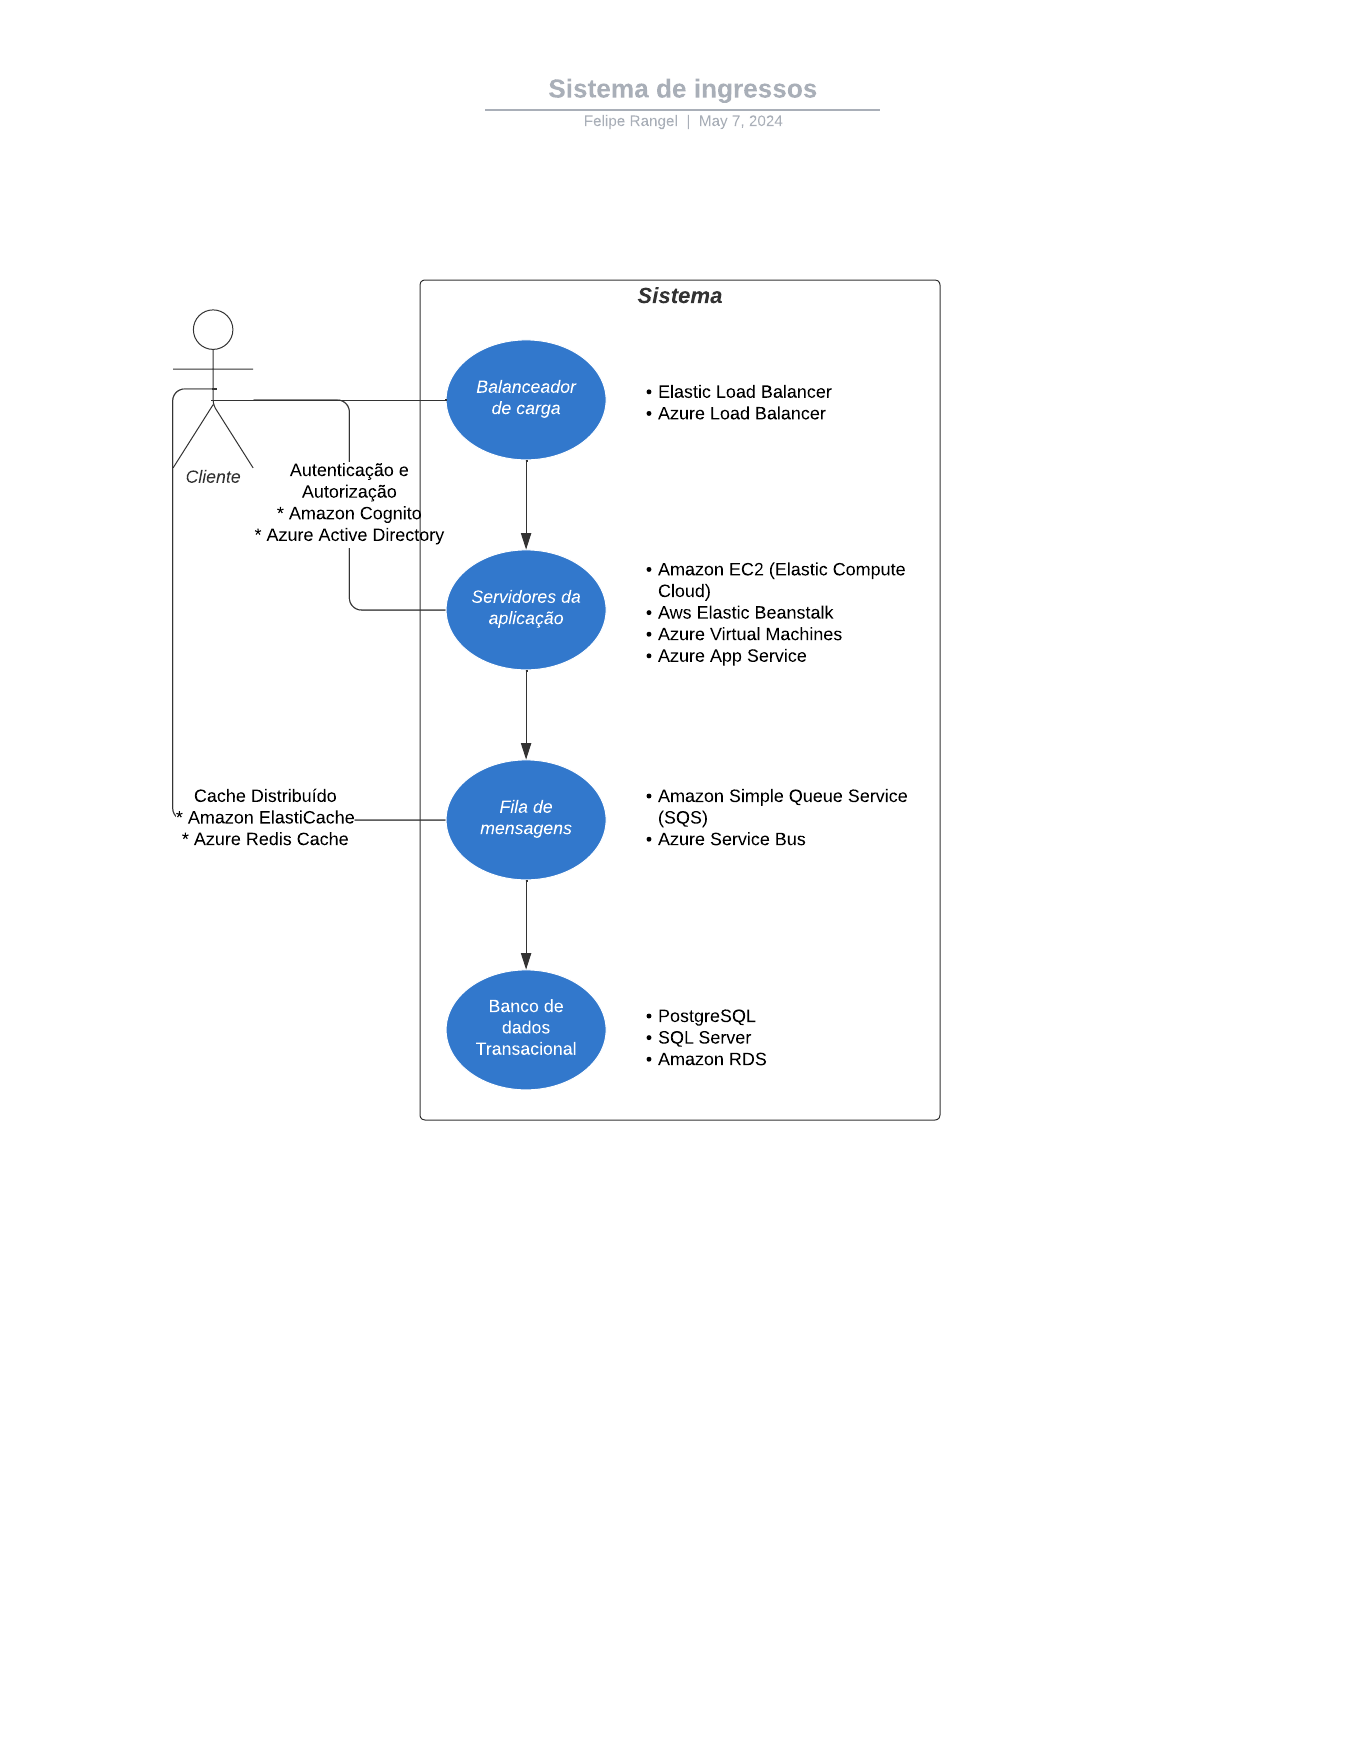 Sistema de ingressos
Felipe Rangel | May 7, 2024
Sistema
Cliente
Balanceador
de carga
• Elastic Load Balancer
• Azure Load Balancer
Autenticação e
Autorização
* Amazon Cognito
* Azure Active Directory
Servidores da
aplicação
• Amazon EC2 (Elastic Compute
Cloud)
• Aws Elastic Beanstalk
• Azure Virtual Machines
• Azure App Service
Cache Distribuído
* Amazon ElastiCache
* Azure Redis Cache
Fila de
mensagens
• Amazon Simple Queue Service
(SQS)
• Azure Service Bus
Banco de
dados
Transacional
• PostgreSQL
• SQL Server
• Amazon RDS